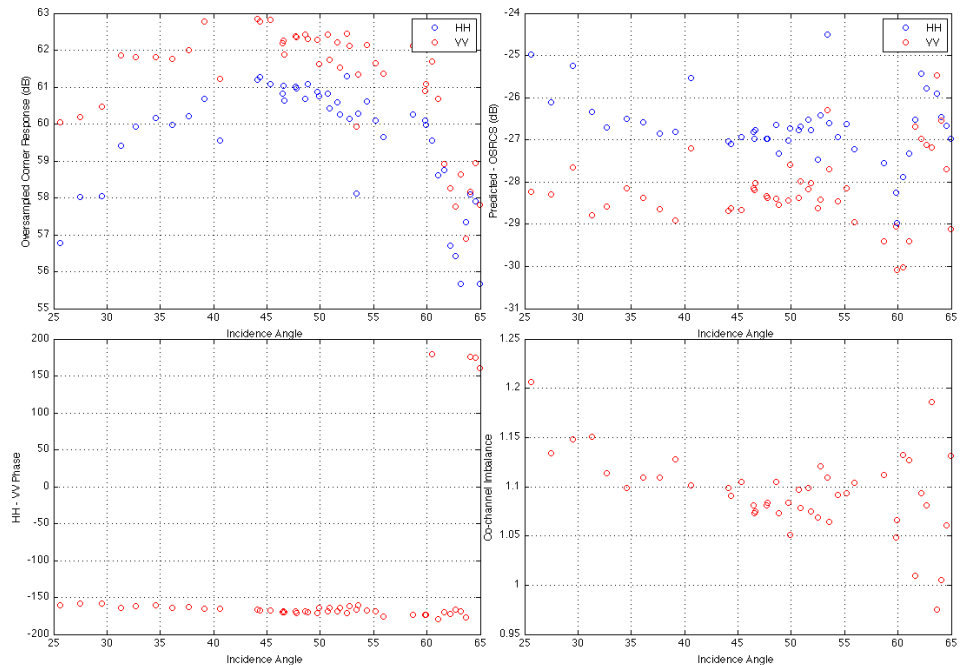 63
62
61
60
59
58
57
56
55
Overampled Corner Response (dB)
HH
VV
25 30 35 40 45 50 55 60 65
Incidence Angle
-24
-25
-26
-27
-28
-29
-30
-31
Predicted - OSRCS (dB)
HH
VV
25 30 35 40 45 50 55 60 65
Incidence Angle
200
150
100
50
0
-50
-100
-150
-200
HH - VV Phase
25 30 35 40 45 50 55 60 65
Incidence Angle
1.25
1.2
1.15
1.1
1.05
1
0.95
Co-channel Imbalance
25 30 35 40 45 50 55 60 65
Incidence Angle